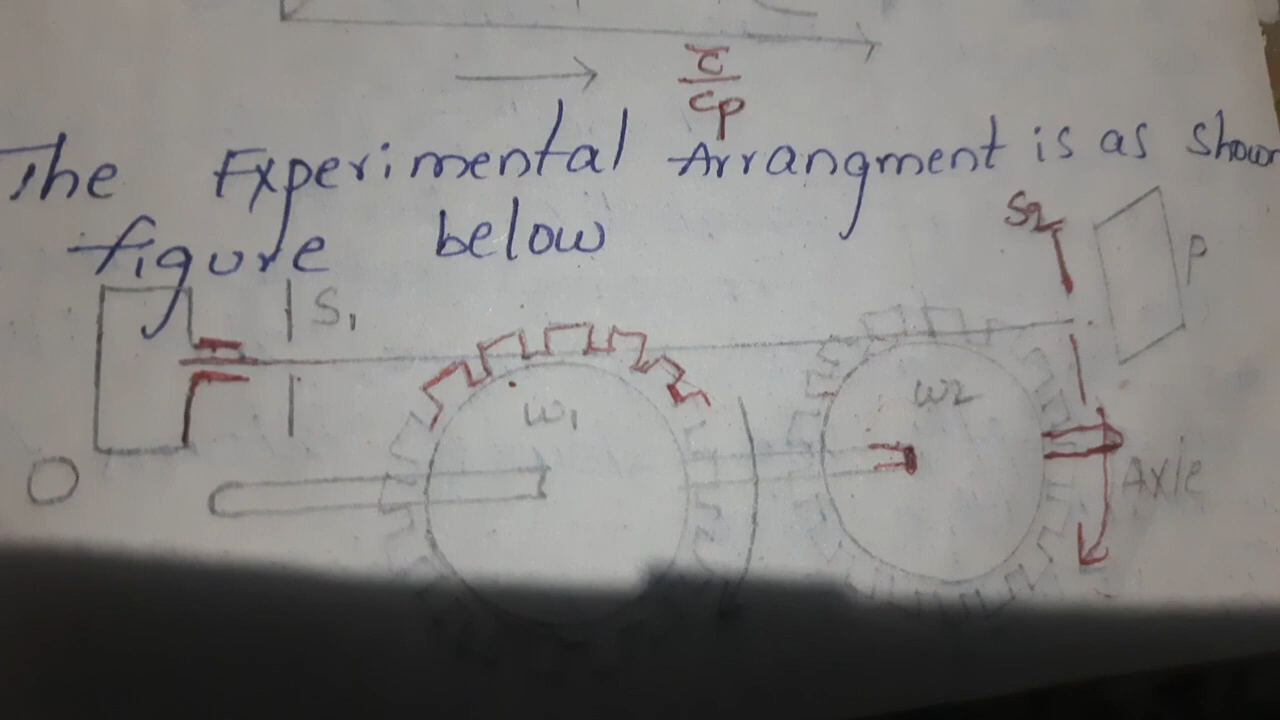 c̅
cp
The Experimental Arrangment is as shown
figure below
S2
P
S1
W1
W2
Axle
O